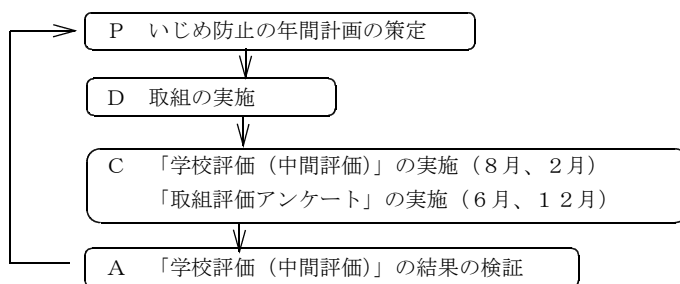 P いじめ防止の年間計画の策定
D 取組の実施
C 「学校評価(中間評価)」の実施(8月、2月)
「取組評価アンケート」の実施(6月、12月)
A 「学校評価(中間評価)」の結果の検証